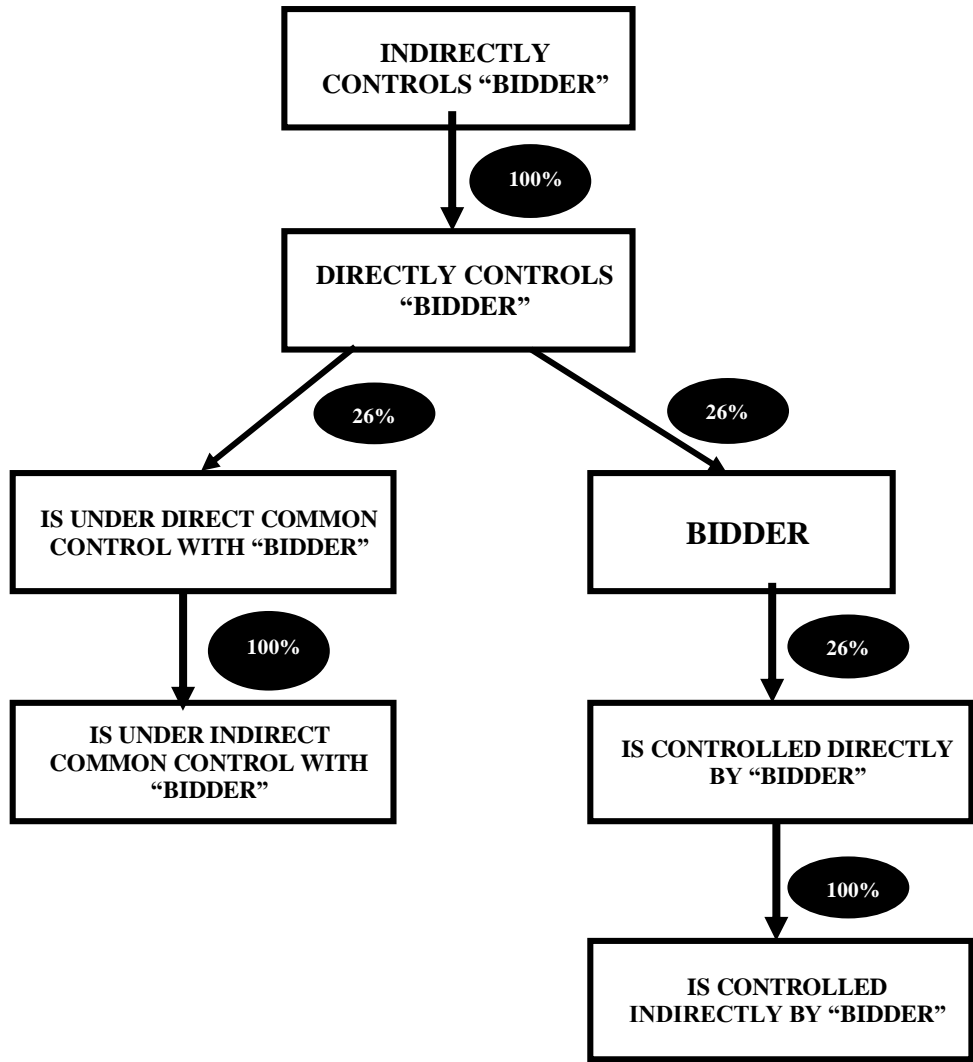 INDIRECTLY
CONTROLS “BIDDER”
100%
DIRECTLY CONTROLS
“BIDDER”
26%
26%
IS UNDER DIRECT COMMON
CONTROL WITH “BIDDER”
BIDDER
100%
26%
IS UNDER INDIRECT
COMMON CONTROL WITH
“BIDDER”
IS CONTROLLED DIRECTLY
BY “BIDDER”
100%
IS CONTROLLED
INDIRECTLY BY “BIDDER”